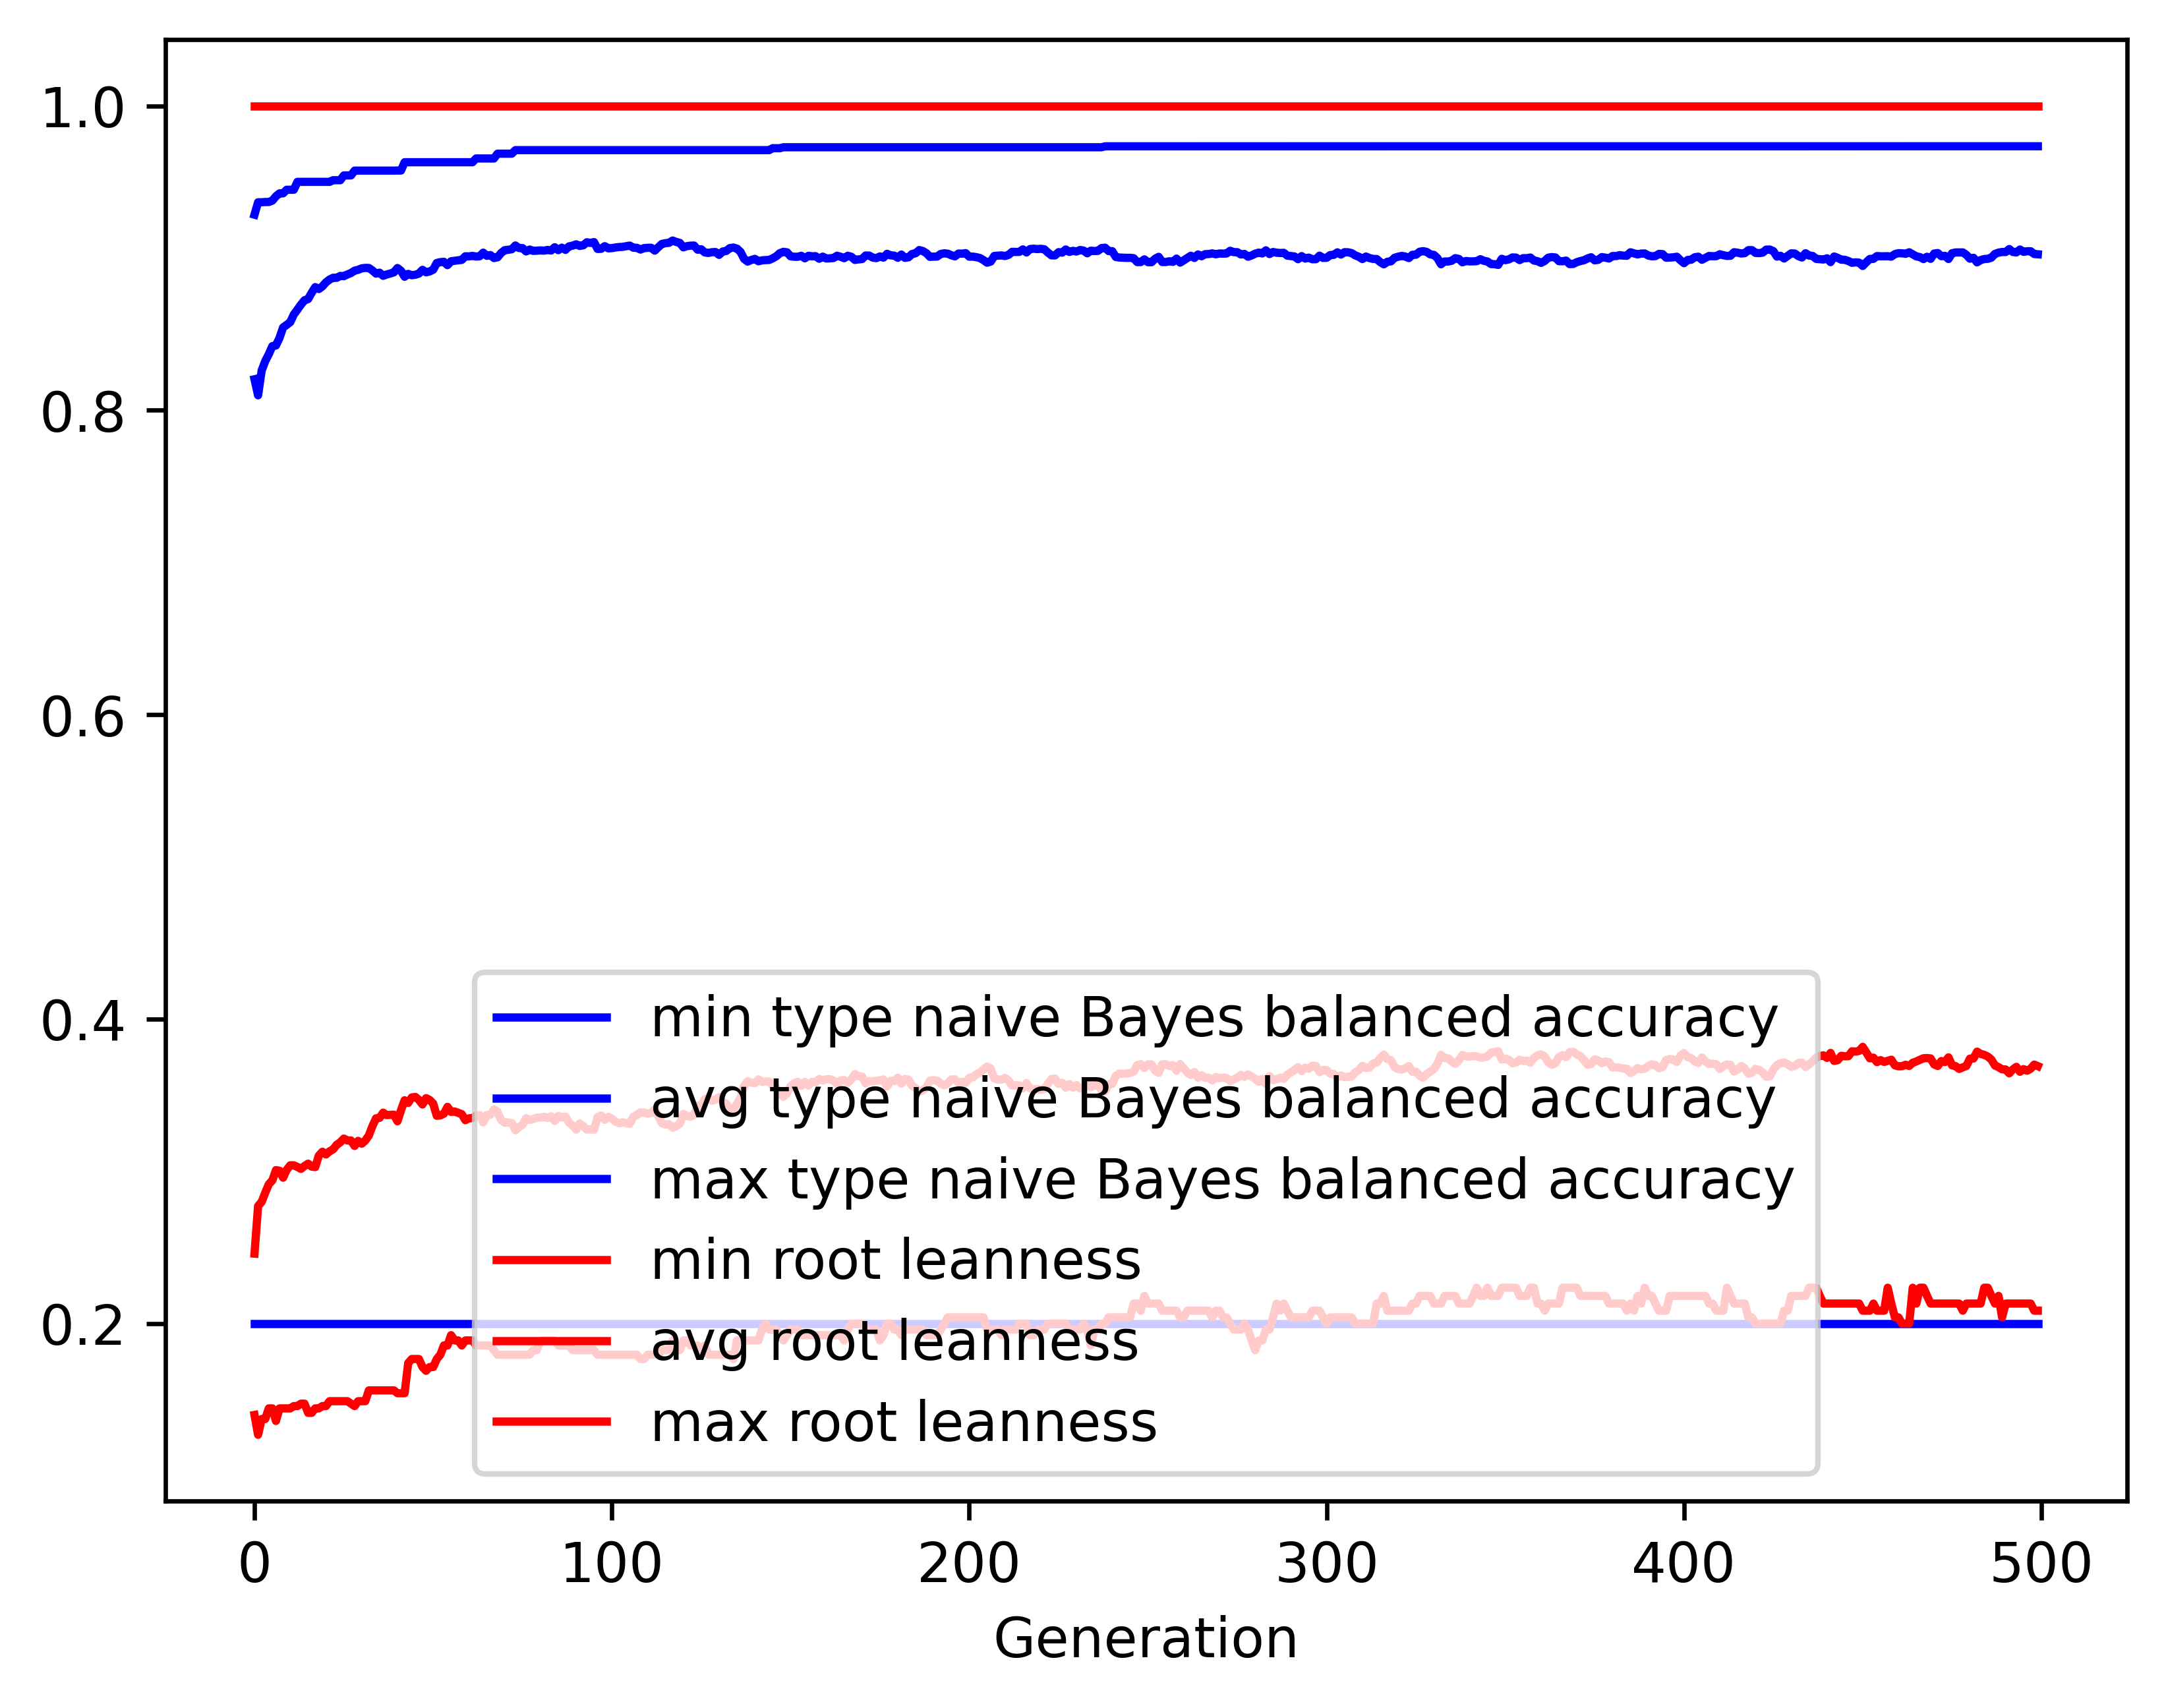 1.0
0.8
0.6
0.4
0.2
min type naive Bayes balanced accuracy
avg type naive Bayes balanced accuracy
max type naive Bayes balanced accuracy
min root leanness
avg root leanness
max root leanness
0 100 200 300 400 500
Generation